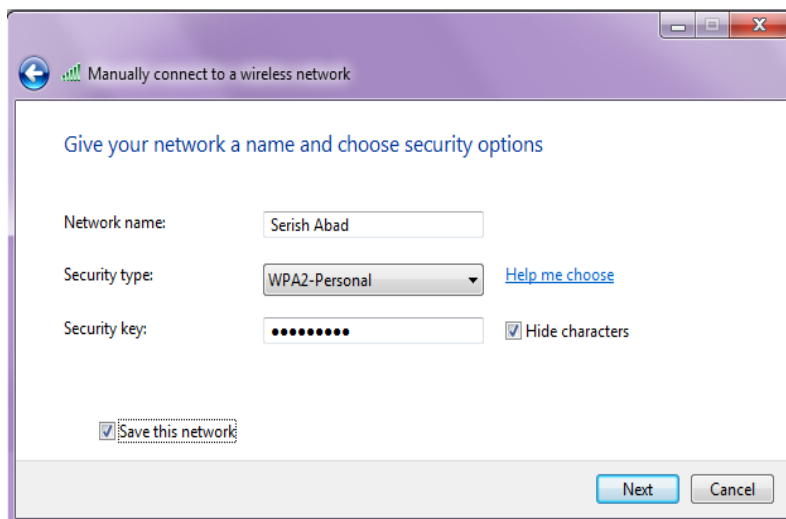 Manually connect to a wireless network
Give your network a name and choose security options
Network name: Serish Abad
Security type: WPA2-Personal Help me choose
Security key: ●●●●●●●●● Hide characters
Save this network
Next Cancel